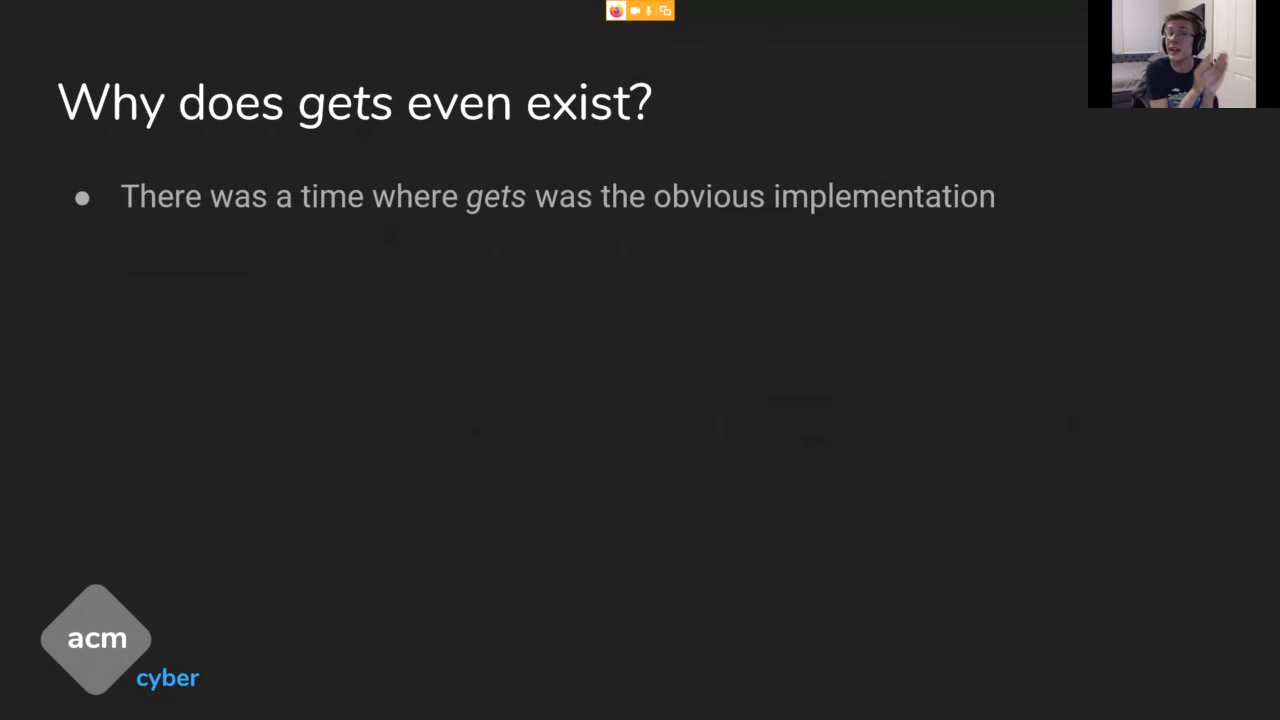 Why does gets even exist?
● There was a time where gets was the obvious implementation
acm
cyber